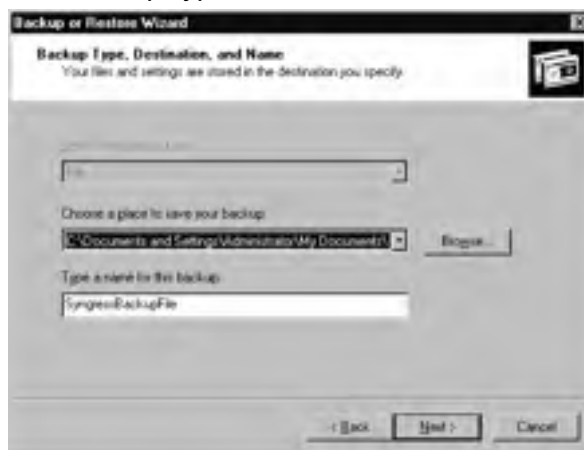 Backup or Restore Wizard
Backup Type, Destination, and Name
Your files and settings are stored in the destination you specify.
File
Choose a place to save your backup:
C:\Documents and Settings\Administrator\My Documents\
Browse...
Type a name for this backup:
SyngressBackupFile
< Back
Next >
Cancel